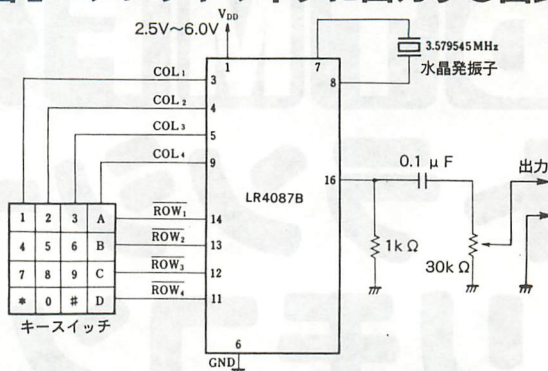 VDD
2.5V〜6.0V
1
7
3.579545MHz
水晶発振子
8
COL1
3
COL2
4
COL3
5
COL4
9
LR4087B
16
0.1 μF
出力
1kΩ
30kΩ
1 2 3 A
4 5 6 B
7 8 9 C
* 0 # D
キースイッチ
ROW1
14
ROW2
13
ROW3
12
ROW4
11
6
GND